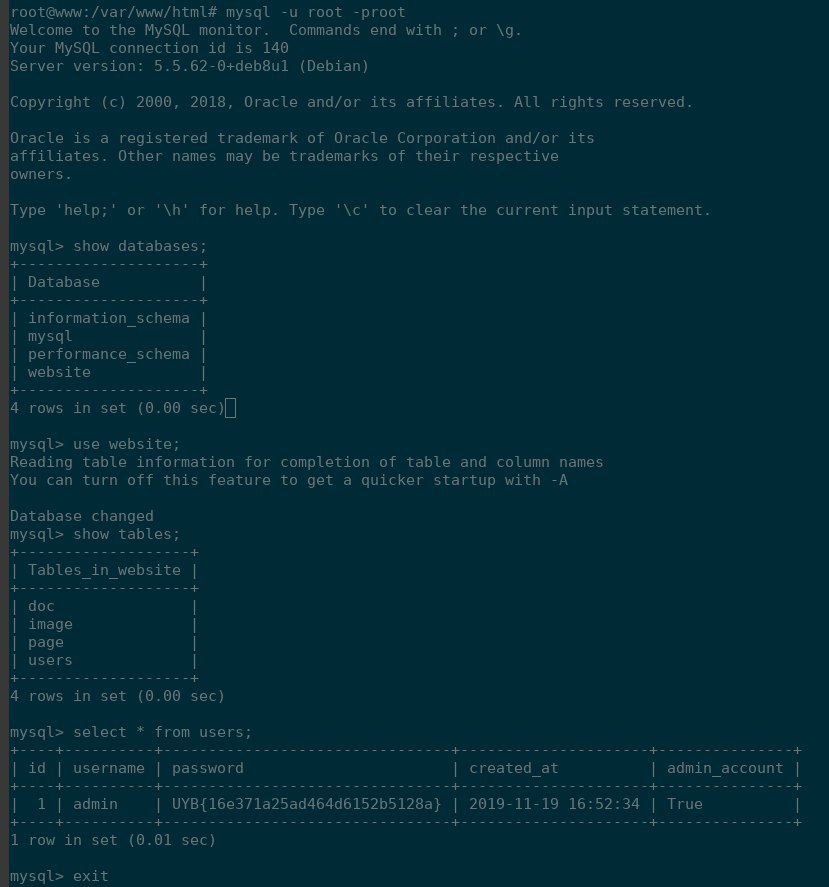 root@www:/var/www/html# mysql -u root -proot
Welcome to the MySQL monitor.  Commands end with ; or \g.
Your MySQL connection id is 140
Server version: 5.5.62-0+deb8u1 (Debian)

Copyright (c) 2000, 2018, Oracle and/or its affiliates. All rights reserved.

Oracle is a registered trademark of Oracle Corporation and/or its
affiliates. Other names may be trademarks of their respective
owners.

Type 'help;' or '\h' for help. Type '\c' to clear the current input statement.

mysql> show databases;
+--------------------+
| Database           |
+--------------------+
| information_schema |
| mysql              |
| performance_schema |
| website            |
+--------------------+
4 rows in set (0.00 sec)

mysql> use website;
Reading table information for completion of table and column names
You can turn off this feature to get a quicker startup with -A

Database changed
mysql> show tables;
+-------------------+
| Tables_in_website |
+-------------------+
| doc               |
| image             |
| page              |
| users             |
+-------------------+
4 rows in set (0.00 sec)

mysql> select * from users;
+----+----------+--------------------------------+---------------------+---------------+
| id | username | password                       | created_at          | admin_account |
+----+----------+--------------------------------+---------------------+---------------+
|  1 | admin    | UYB{16e371a25ad464d6152b5128a} | 2019-11-19 16:52:34 | True          |
+----+----------+--------------------------------+---------------------+---------------+
1 row in set (0.01 sec)

mysql> exit